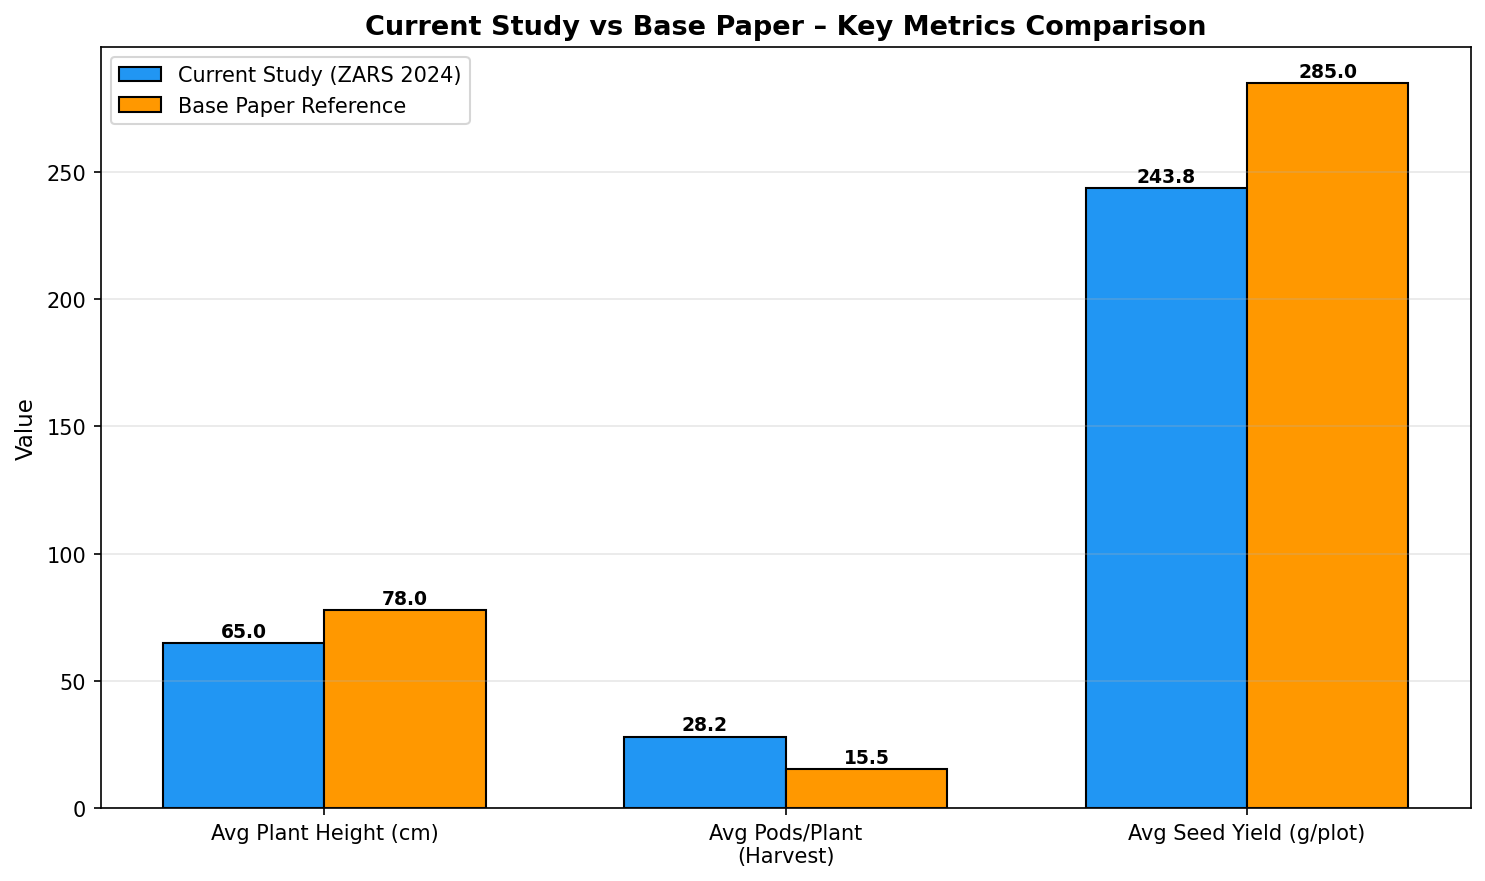 Current Study vs Base Paper – Key Metrics Comparison
Current Study (ZARS 2024)
Base Paper Reference
Value
250
200
150
100
50
0
65.0
78.0
28.2
15.5
243.8
285.0
Avg Plant Height (cm)
Avg Pods/Plant
(Harvest)
Avg Seed Yield (g/plot)